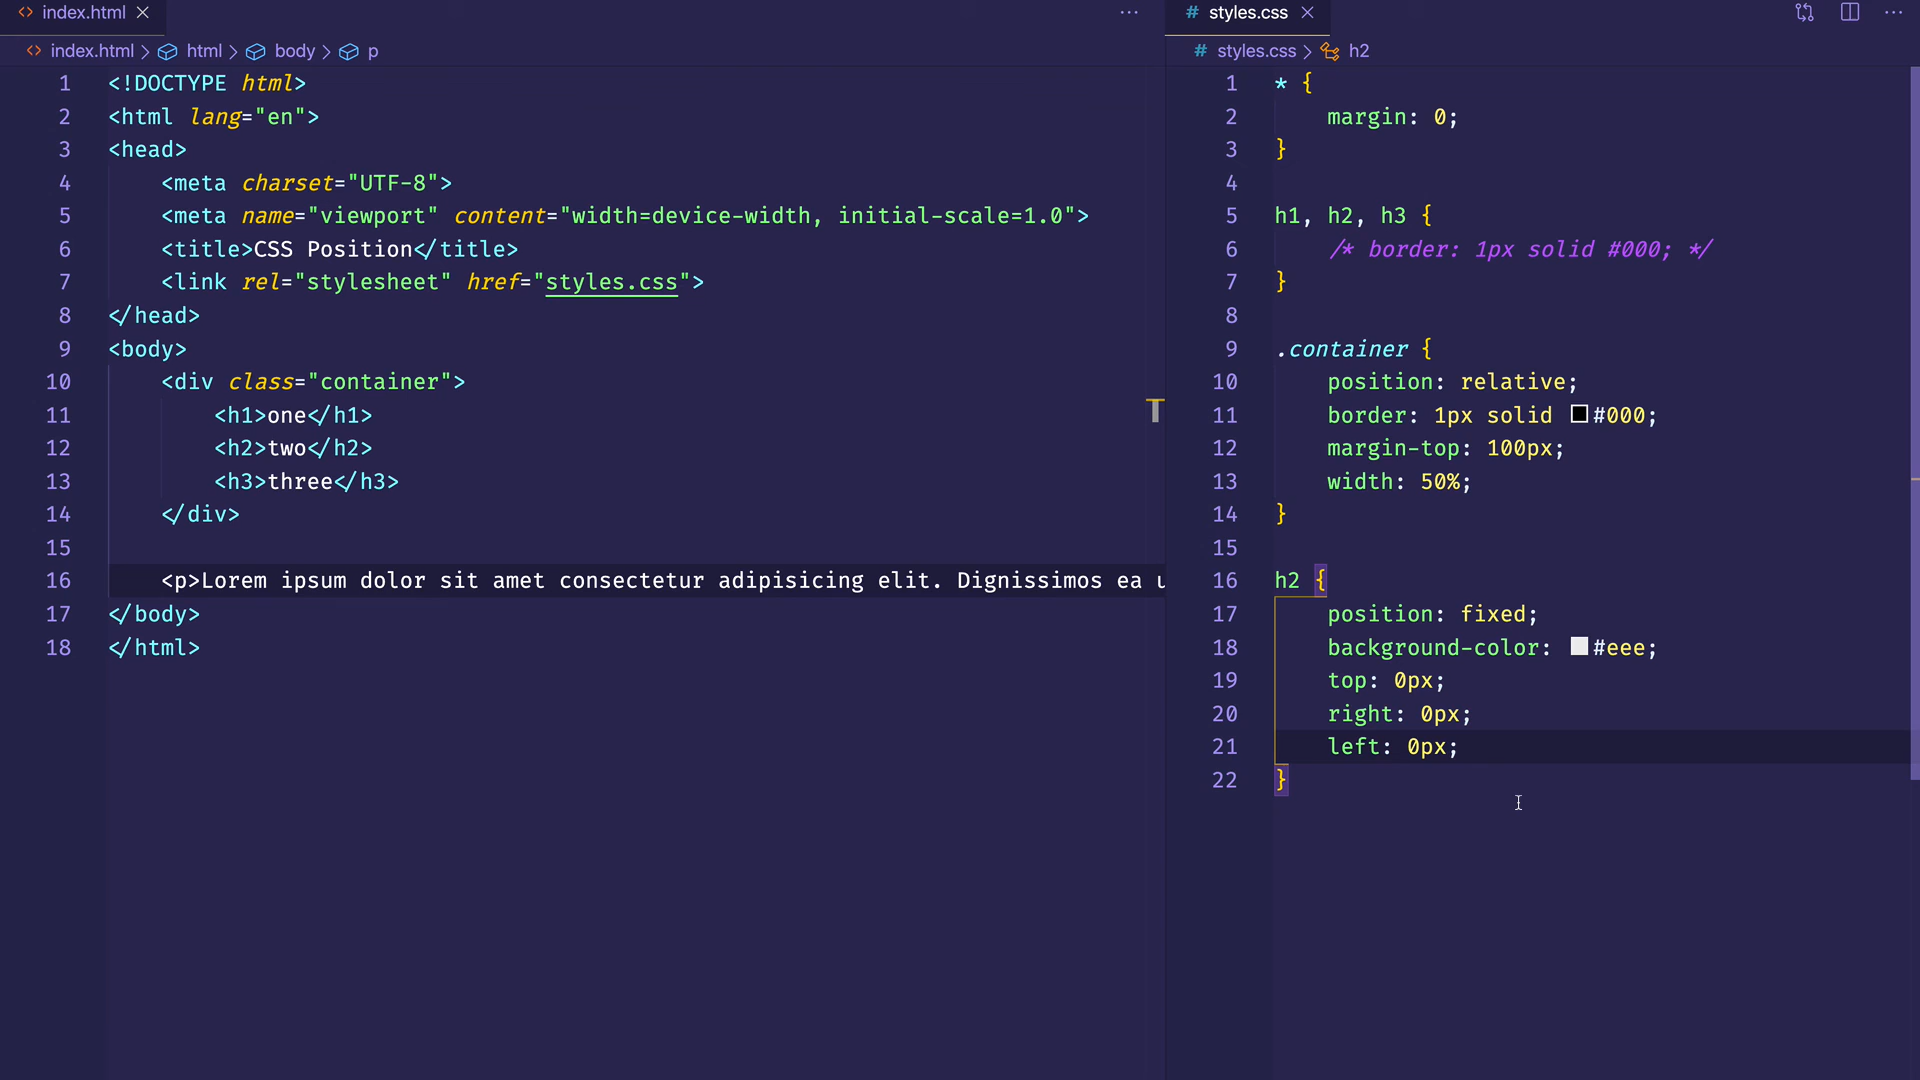 index.html
index.html > html > body > p
1 <!DOCTYPE html>
2 <html lang="en">
3 <head>
4 <meta charset="UTF-8">
5 <meta name="viewport" content="width=device-width, initial-scale=1.0">
6 <title>CSS Position</title>
7 <link rel="stylesheet" href="styles.css">
8 </head>
9 <body>
10 <div class="container">
11 <h1>one</h1>
12 <h2>two</h2>
13 <h3>three</h3>
14 </div>
15
16 <p>Lorem ipsum dolor sit amet consectetur adipisicing elit. Dignissimos ea u
17 </body>
18 </html>
# styles.css
# styles.css > h2
1 * {
2 margin: 0;
3 }
4
5 h1, h2, h3 {
6 /* border: 1px solid #000; */
7 }
8
9 .container {
10 position: relative;
11 border: 1px solid #000;
12 margin-top: 100px;
13 width: 50%;
14 }
15
16 h2 {
17 position: fixed;
18 background-color: #eee;
19 top: 0px;
20 right: 0px;
21 left: 0px;
22 }